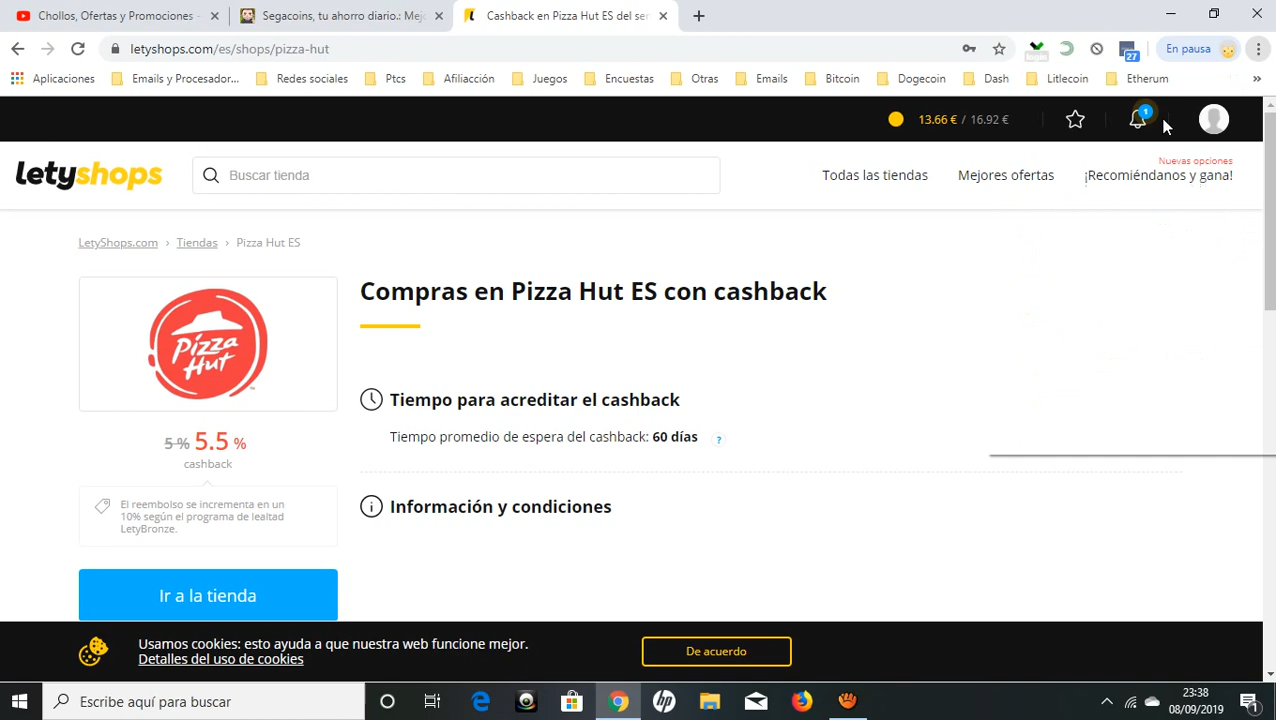 Chollos, Ofertas y Promociones -
Segacoins, tu ahorro diario.: Mejo
Cashback en Pizza Hut ES del ser
letyshops.com/es/shops/pizza-hut
27
En pausa
Aplicaciones
Emails y Procesador...
Redes sociales
Ptcs
Afilliación
Juegos
Encuestas
Otras
Emails
Bitcoin
Dogecoin
Dash
Litlecoin
Etherum
»
13.66 € / 16.92 €
1
Nuevas opciones
letyshops
Buscar tienda
Todas las tiendas
Mejores ofertas
¡Recomiéndanos y gana!
LetyShops.com › Tiendas › Pizza Hut ES
Pizza
Hut
Compras en Pizza Hut ES con cashback
Tiempo para acreditar el cashback
Tiempo promedio de espera del cashback: 60 días ?
5 % 5.5 %
cashback
El reembolso se incrementa en un
10% según el programa de lealtad
LetyBronze.
Información y condiciones
Ir a la tienda
Usamos cookies: esto ayuda a que nuestra web funcione mejor.
Detalles del uso de cookies
De acuerdo
Escribe aquí para buscar
hp
23:38
08/09/2019
1